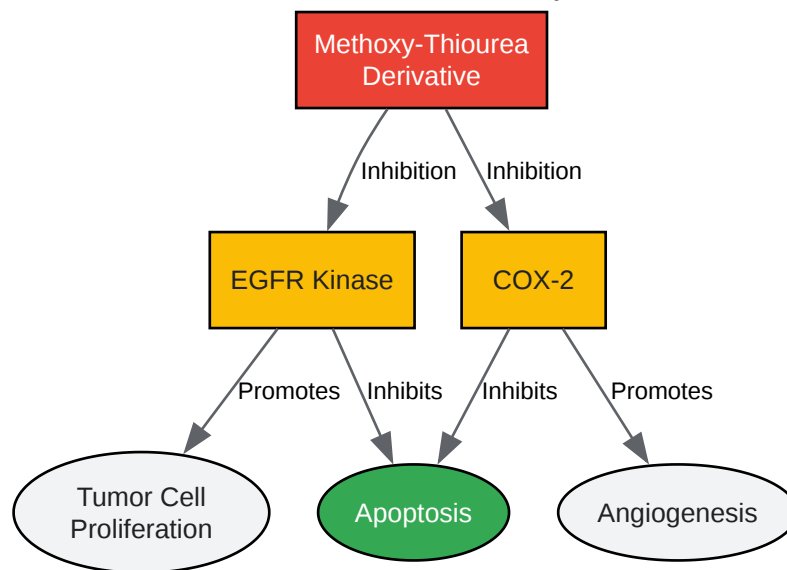 Methoxy-Thiourea
Derivative
Inhibition
Inhibition
EGFR Kinase
COX-2
Promotes
Inhibits
Inhibits
Promotes
Tumor Cell
Proliferation
Apoptosis
Angiogenesis